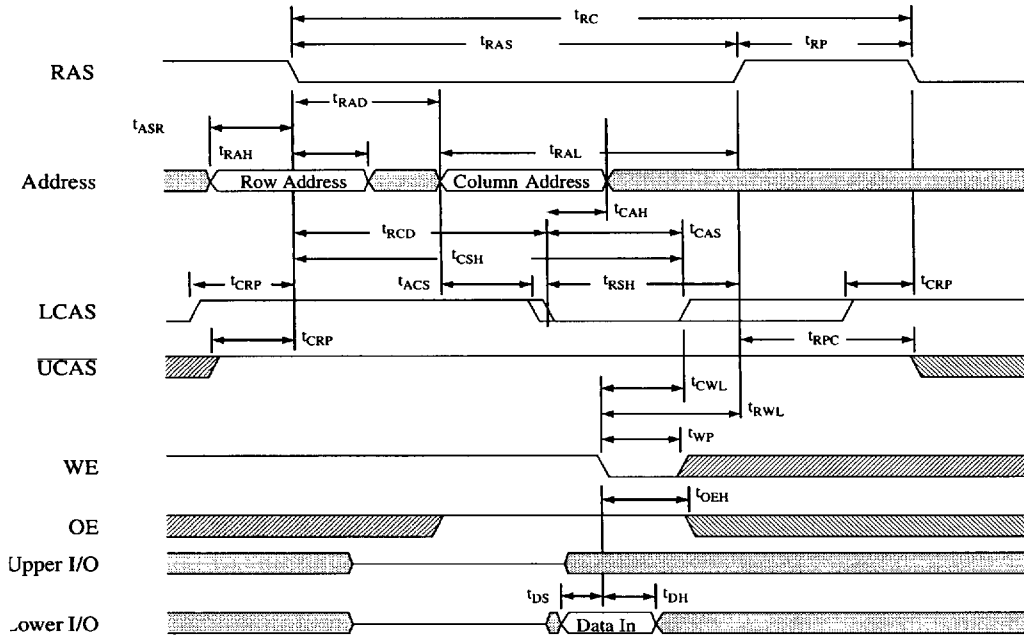 tRC
tRAS
tRP
RAS
tRAD
tASR
tRAH
tRAL
Address
Row Address
Column Address
tCAH
tRCD
tCAS
tCSH
tCRP
tACS
tRSH
tCRP
LCAS
tCRP
tRPC
UCAS
tCWL
tRWL
tWP
WE
tOEH
OE
Upper I/O
tDS
tDH
Lower I/O
Data In